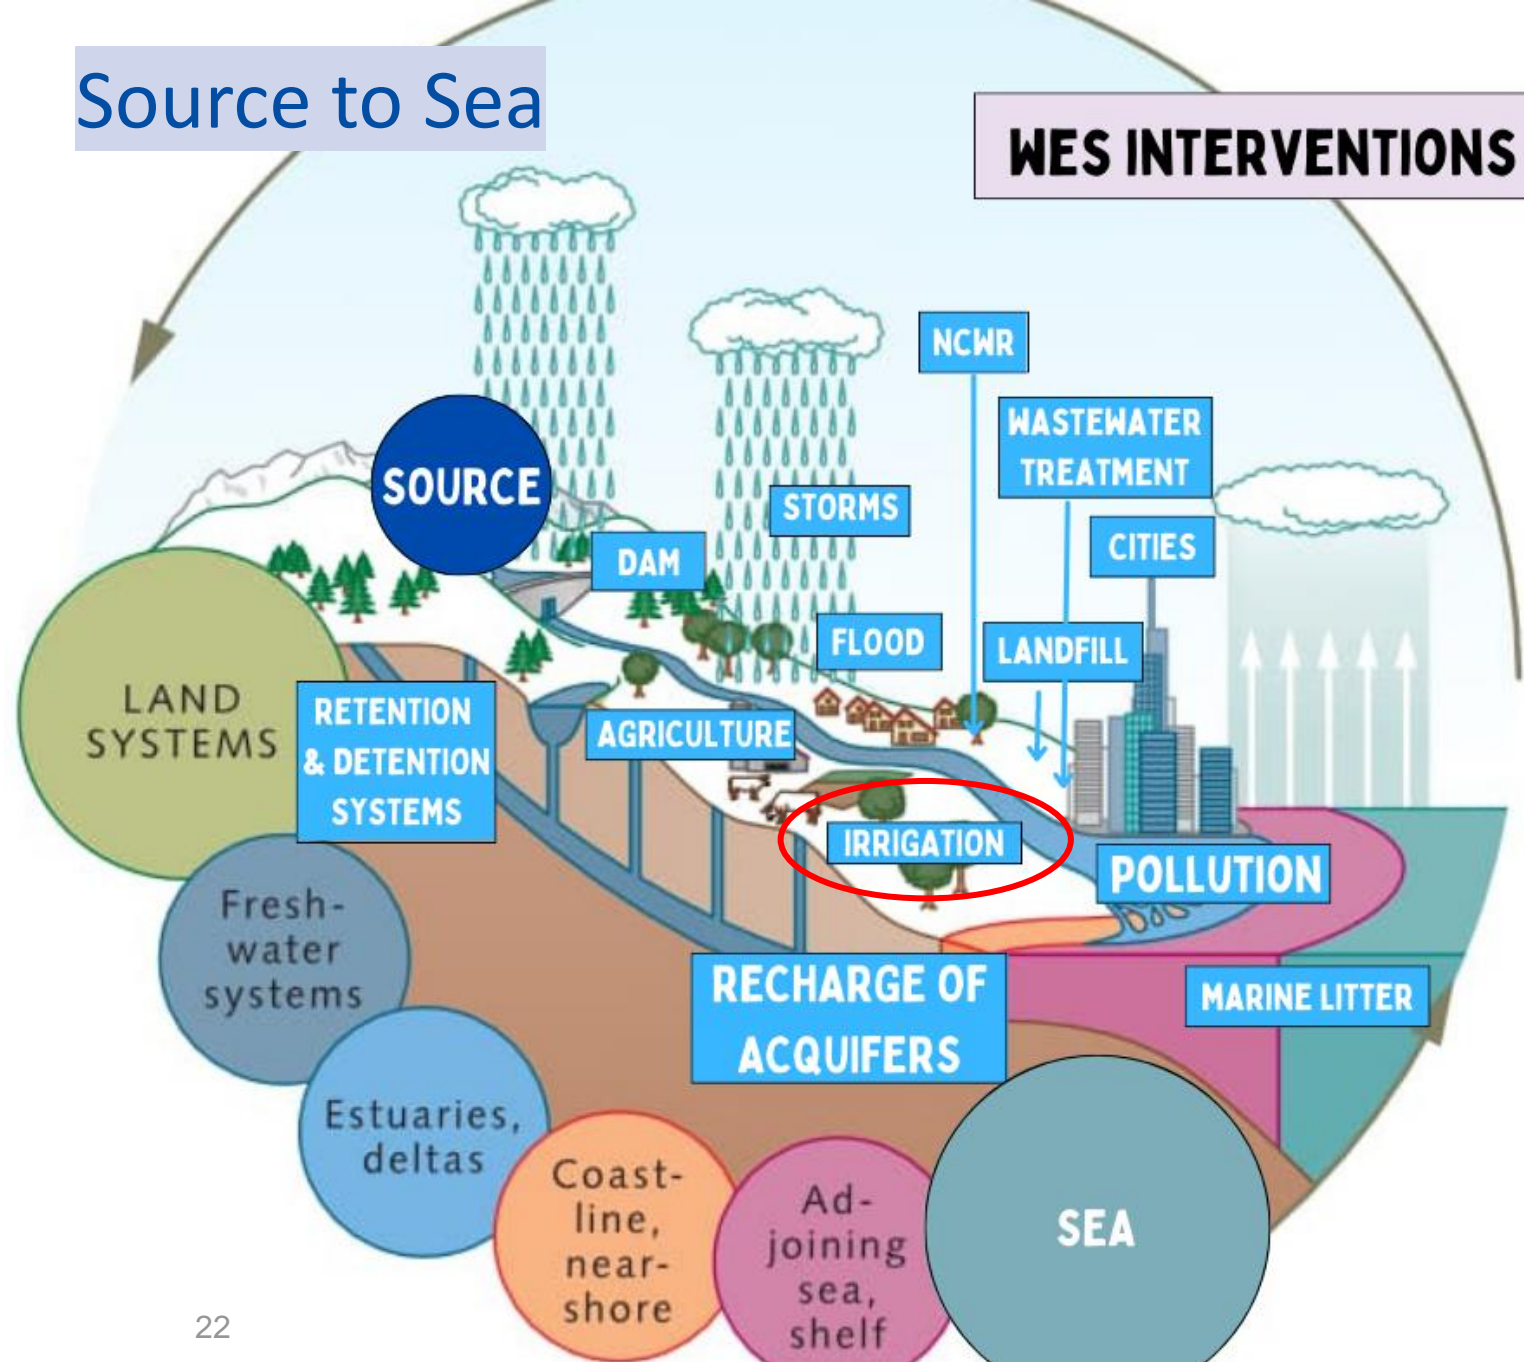 Source to Sea
WES INTERVENTIONS
NCWR
WASTEWATER
TREATMENT
SOURCE
STORMS
CITIES
DAM
FLOOD
LANDFILL
LAND
SYSTEMS
RETENTION
& DETENTION
SYSTEMS
AGRICULTURE
IRRIGATION
POLLUTION
Fresh-
water
systems
RECHARGE OF
ACQUIFERS
MARINE LITTER
Estuaries,
deltas
Coast-
line,
near-
shore
Ad-
joining
sea,
shelf
SEA
22